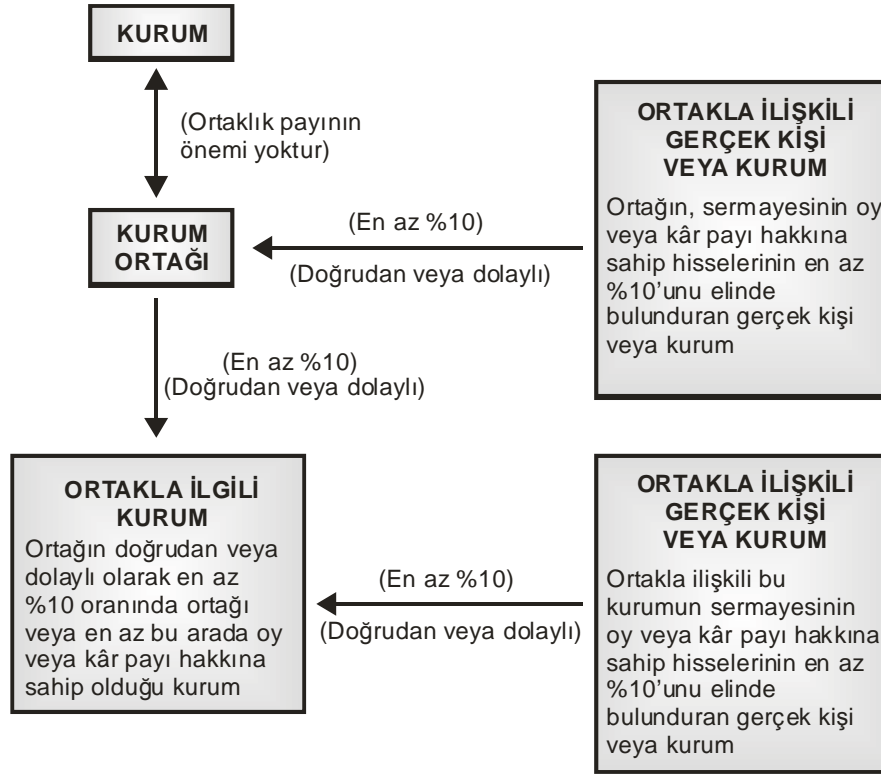 KURUM
(Ortaklık payının
önemi yoktur)
KURUM
ORTAĞI
(En az %10)
(Doğrudan veya dolaylı)
ORTAKLA İLİŞKİLİ
GERÇEK KİŞİ
VEYA KURUM
Ortağın, sermayesinin oy
veya kâr payı hakkına
sahip hisselerinin en az
%10’unu elinde
bulunduran gerçek kişi
veya kurum
(En az %10)
(Doğrudan veya dolaylı)
ORTAKLA İLGİLİ
KURUM
Ortağın doğrudan veya
dolaylı olarak en az
%10 oranında ortağı
veya en az bu arada oy
veya kâr payı hakkına
sahip olduğu kurum
(En az %10)
(Doğrudan veya dolaylı)
ORTAKLA İLİŞKİLİ
GERÇEK KİŞİ
VEYA KURUM
Ortakla ilişkili bu
kurumun sermayesinin
oy veya kâr payı hakkına
sahip hisselerinin en az
%10’unu elinde
bulunduran gerçek kişi
veya kurum